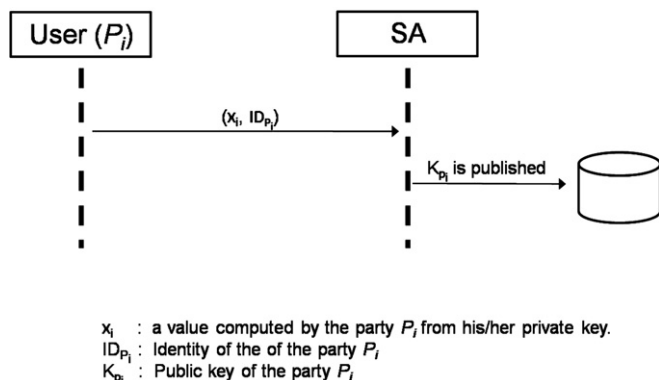 User (Pi) SA
(xi, IDPi)
KPi is published
xi : a value computed by the party Pi from his/her private key.
IDPi : Identity of the of the party Pi
KPi : Public key of the party Pi